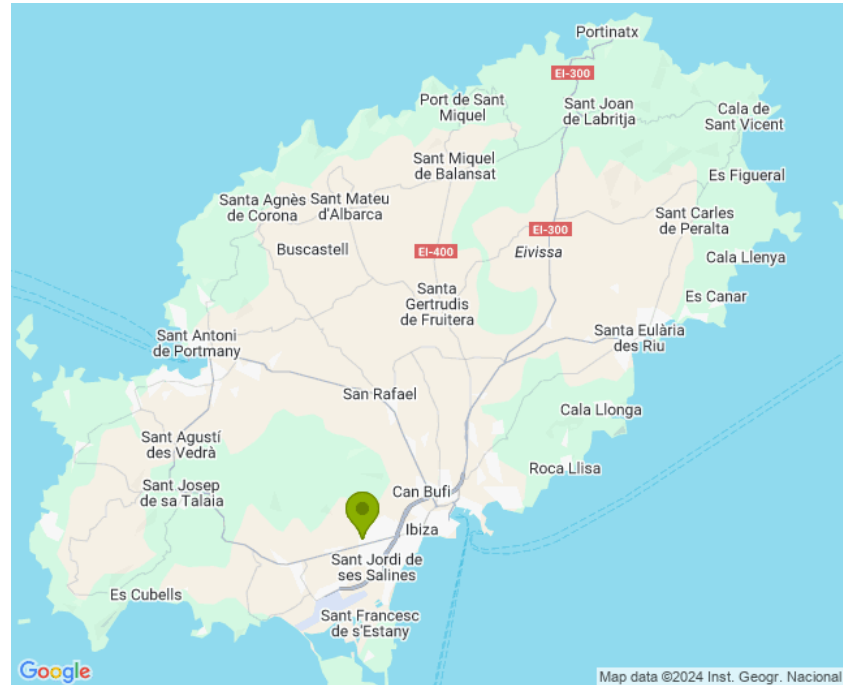 Portinatx
EI-300
Port de Sant
Miquel
Sant Joan
de Labritja
Cala de
Sant Vicent
Sant Miquel
de Balansat
Es Figueral
Santa Agnès
de Corona
Sant Mateu
d'Albarca
Sant Carles
de Peralta
EI-300
Buscastell
EI-400
Eivissa
Cala Llenya
Santa
Gertrudis
de Fruitera
Es Canar
Sant Antoni
de Portmany
Santa Eulària
des Riu
San Rafael
Cala Llonga
Sant Agustí
des Vedrà
Roca Llisa
Sant Josep
de sa Talaia
Can Bufi
Ibiza
Sant Jordi de
ses Salines
Es Cubells
Sant Francesc
de s'Estany
Google
Map data ©2024 Inst. Geogr. Nacional